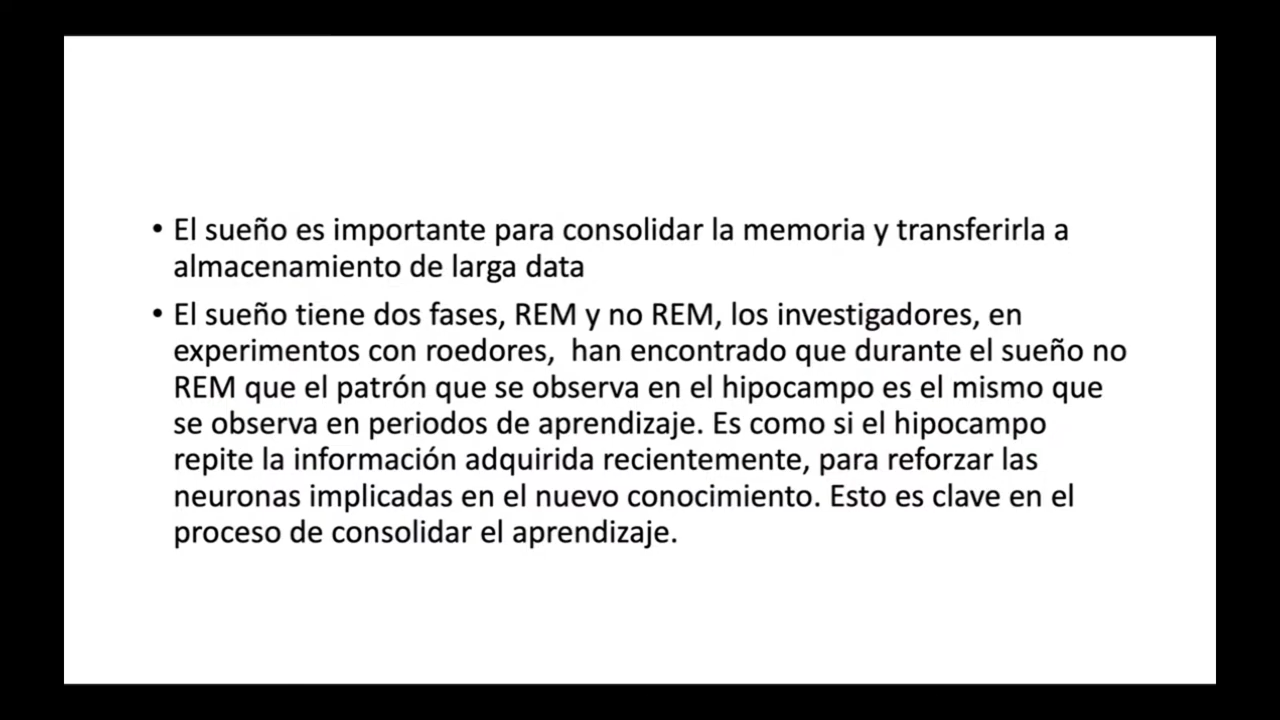 • El sueño es importante para consolidar la memoria y transferirla a
almacenamiento de larga data
• El sueño tiene dos fases, REM y no REM, los investigadores, en
experimentos con roedores,  han encontrado que durante el sueño no
REM que el patrón que se observa en el hipocampo es el mismo que
se observa en periodos de aprendizaje. Es como si el hipocampo
repite la información adquirida recientemente, para reforzar las
neuronas implicadas en el nuevo conocimiento. Esto es clave en el
proceso de consolidar el aprendizaje.